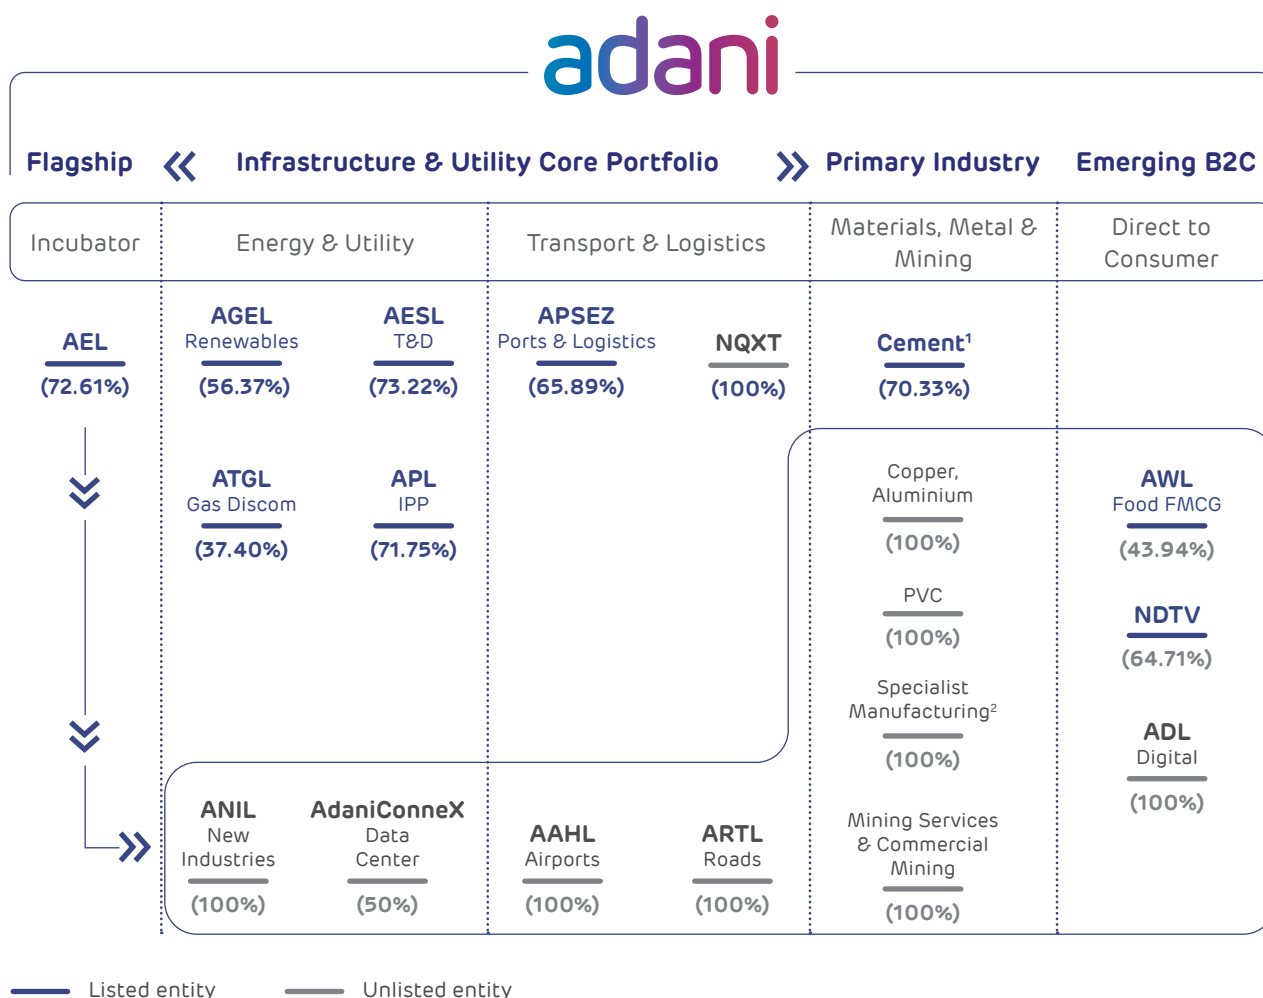 adani
Flagship
Infrastructure & Utility Core Portfolio
Primary Industry
Emerging B2C
Incubator
Energy & Utility
Transport & Logistics
Materials, Metal &
Mining
Direct to
Consumer
AEL
(72.61%)
AGEL
Renewables
(56.37%)
AESL
T&D
(73.22%)
APSEZ
Ports & Logistics
(65.89%)
NQXT
(100%)
Cement¹
(70.33%)
ATGL
Gas Discom
(37.40%)
APL
IPP
(71.75%)
Copper,
Aluminium
(100%)
AWL
Food FMCG
(43.94%)
PVC
(100%)
NDTV
(64.71%)
Specialist
Manufacturing²
(100%)
ADL
Digital
(100%)
ANIL
New
Industries
(100%)
AdaniConneX
Data
Center
(50%)
AAHL
Airports
(100%)
ARTL
Roads
(100%)
Mining Services
& Commercial
Mining
(100%)
Listed entity
Unlisted entity